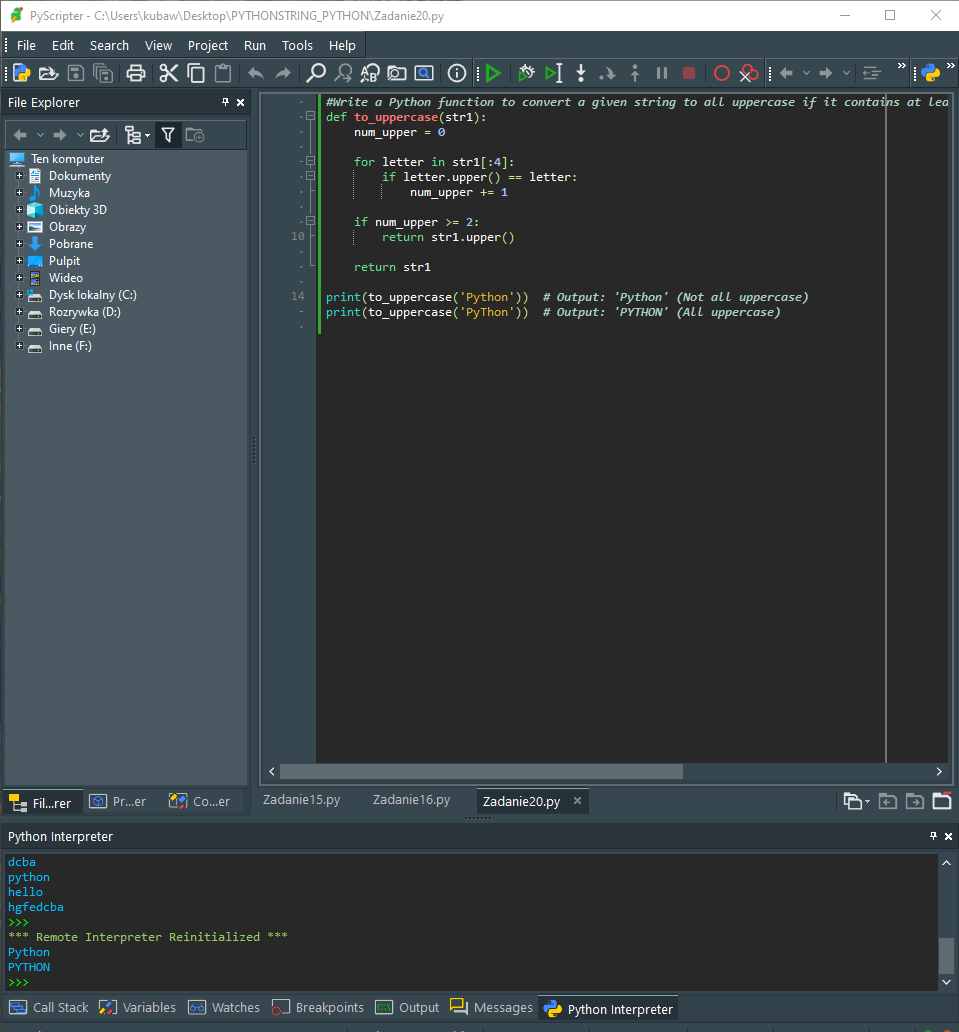 PyScripter - C:\Users\kubaw\Desktop\PYTHONSTRING_PYTHON\Zadanie20.py
File Edit Search View Project Run Tools Help
File Explorer
Ten komputer
Dokumenty
Muzyka
Obiekty 3D
Obrazy
Pobrane
Pulpit
Wideo
Dysk lokalny (C:)
Rozrywka (D:)
Giery (E:)
Inne (F:)
Fil...rer Pr...er Co...er
#Write a Python function to convert a given string to all uppercase if it contains at lea
def to_uppercase(str1):
num_upper = 0
for letter in str1[:4]:
if letter.upper() == letter:
num_upper += 1
if num_upper >= 2:
10 return str1.upper()
return str1
14 print(to_uppercase('Python')) # Output: 'Python' (Not all uppercase)
print(to_uppercase('PyThon')) # Output: 'PYTHON' (All uppercase)
Zadanie15.py Zadanie16.py Zadanie20.py
Python Interpreter
dcba
python
hello
hgfedcba
>>>
*** Remote Interpreter Reinitialized ***
Python
PYTHON
>>>
Call Stack Variables Watches Breakpoints Output Messages Python Interpreter